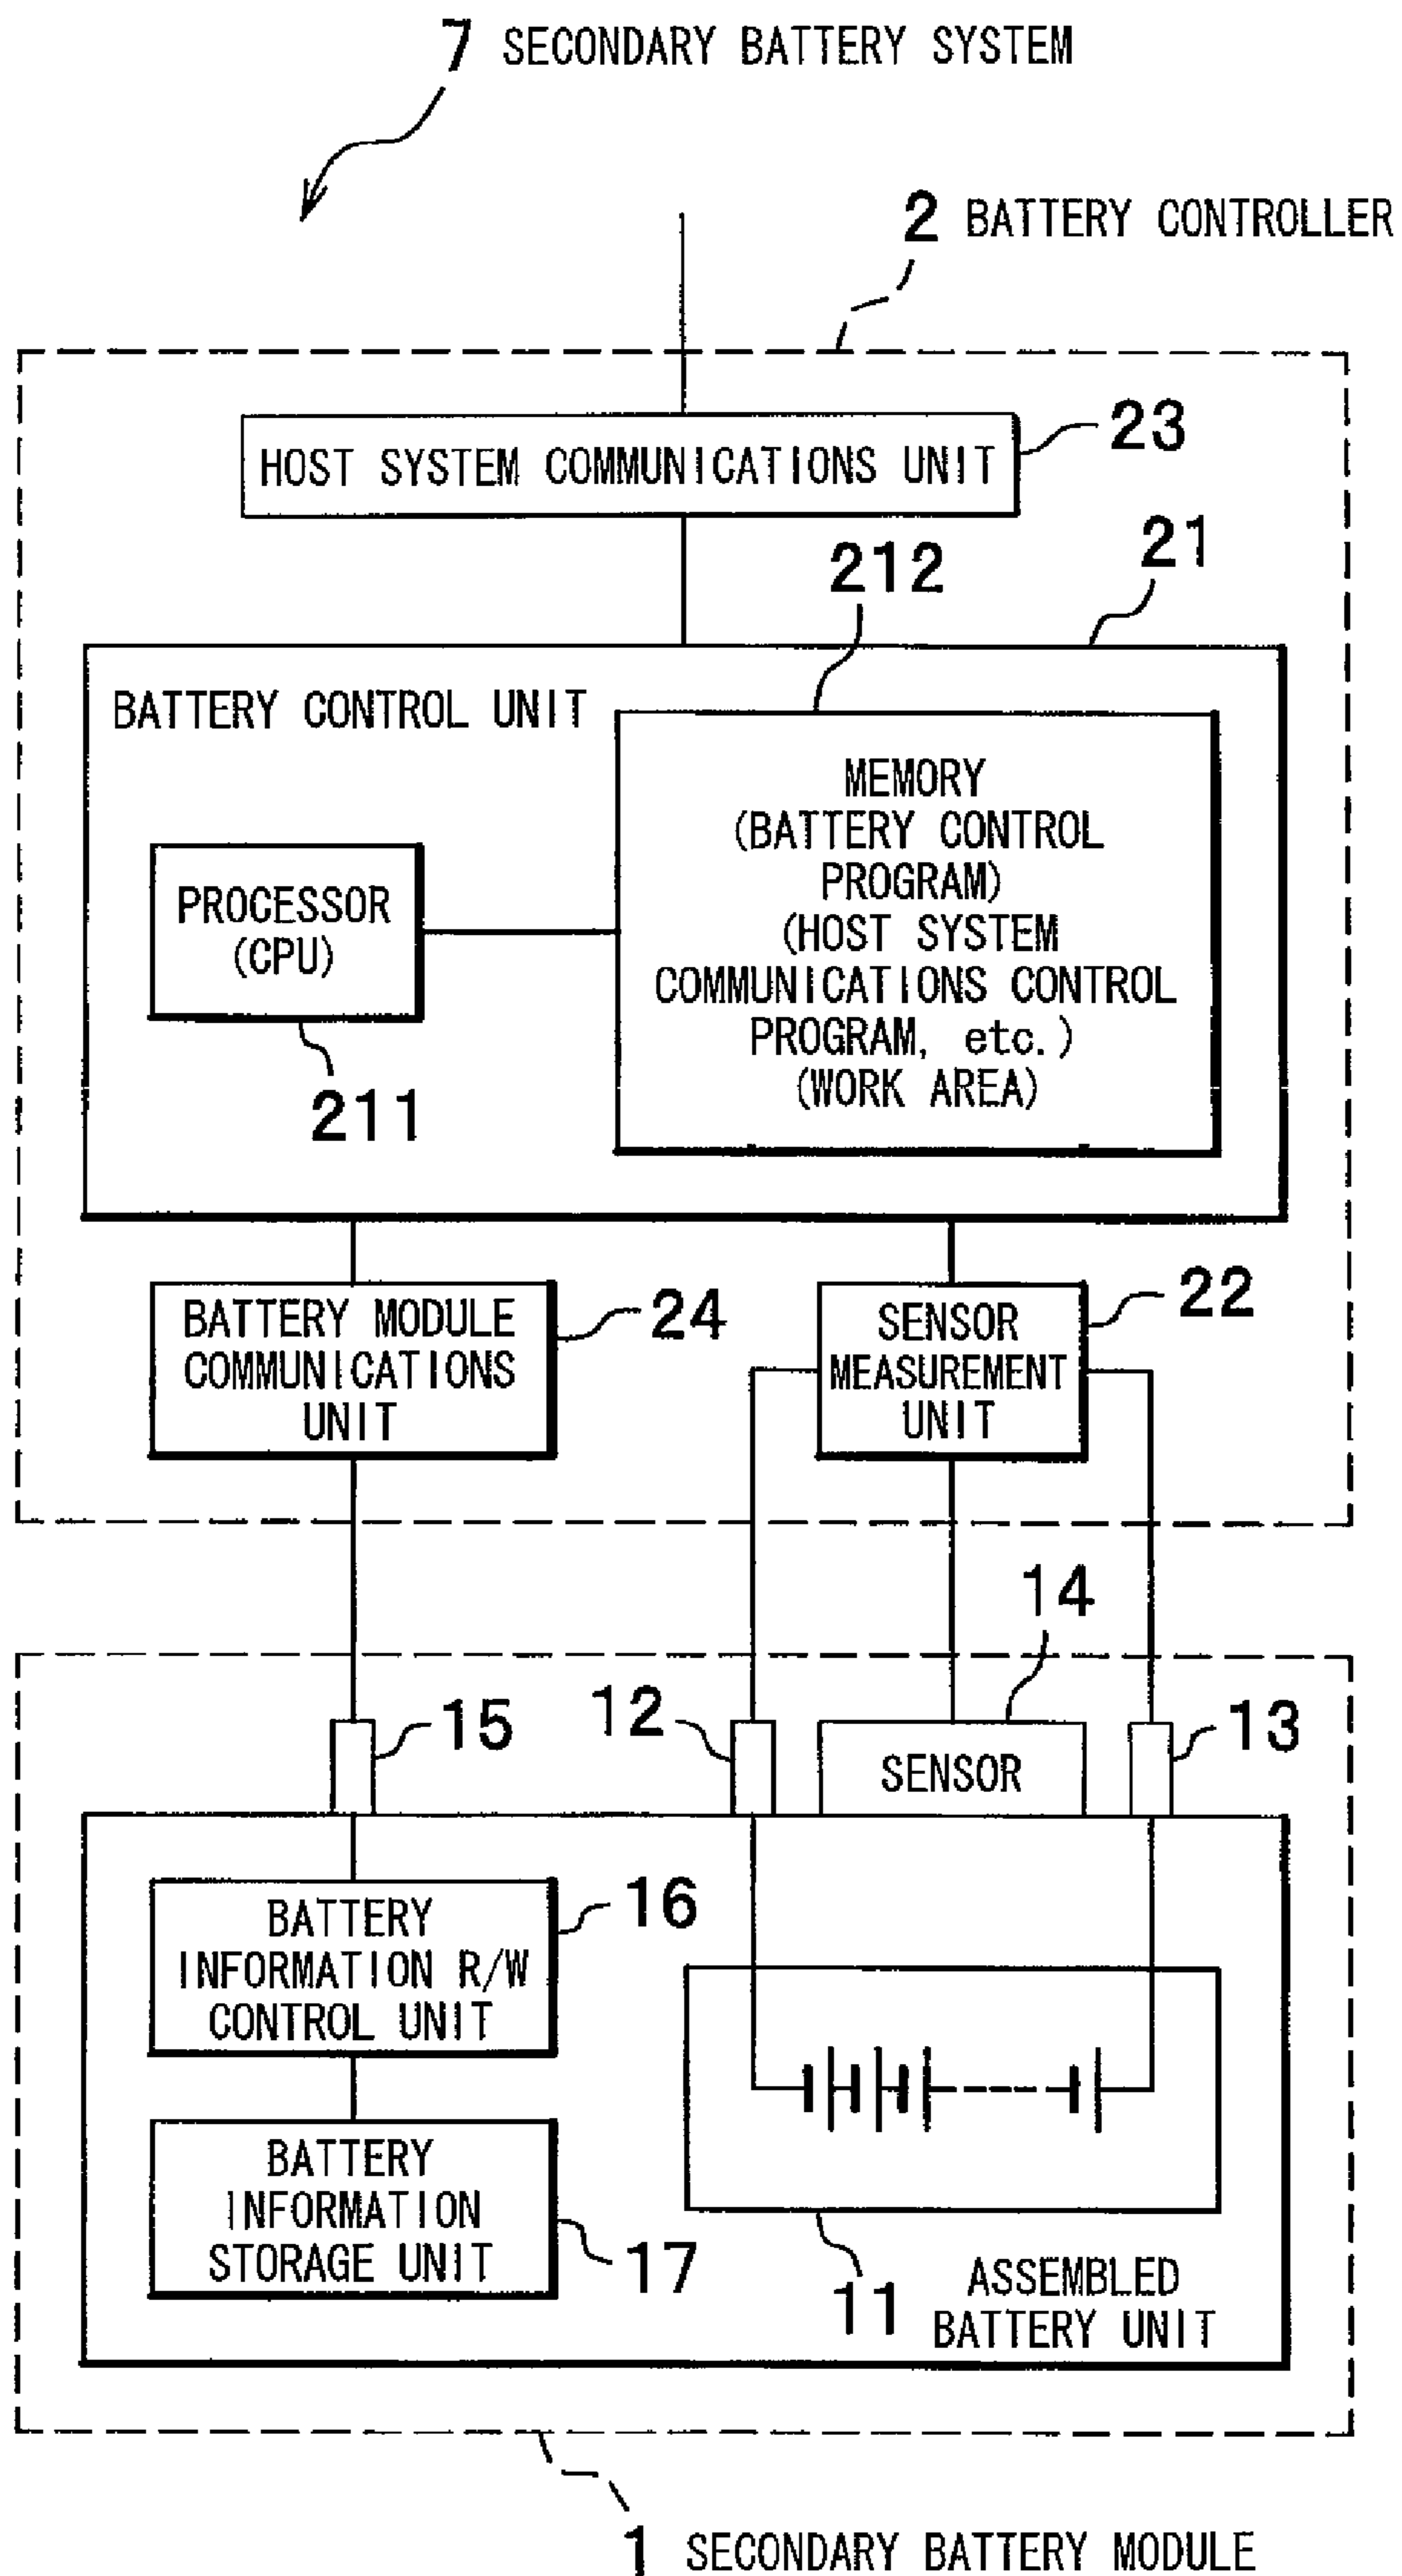 7 SECONDARY BATTERY SYSTEM
2 BATTERY CONTROLLER
23
HOST SYSTEM COMMUNICATIONS UNIT
21
212
BATTERY CONTROL UNIT
MEMORY
(BATTERY CONTROL
PROGRAM)
(HOST SYSTEM
COMMUNICATIONS CONTROL
PROGRAM, etc.)
(WORK AREA)
PROCESSOR
(CPU)
211
BATTERY MODULE
COMMUNICATIONS
UNIT
24
SENSOR
MEASUREMENT
UNIT
22
14
15
12
SENSOR
13
BATTERY
INFORMATION R/W
CONTROL UNIT
16
BATTERY
INFORMATION
STORAGE UNIT
17
11
ASSEMBLED
BATTERY UNIT
1 SECONDARY BATTERY MODULE